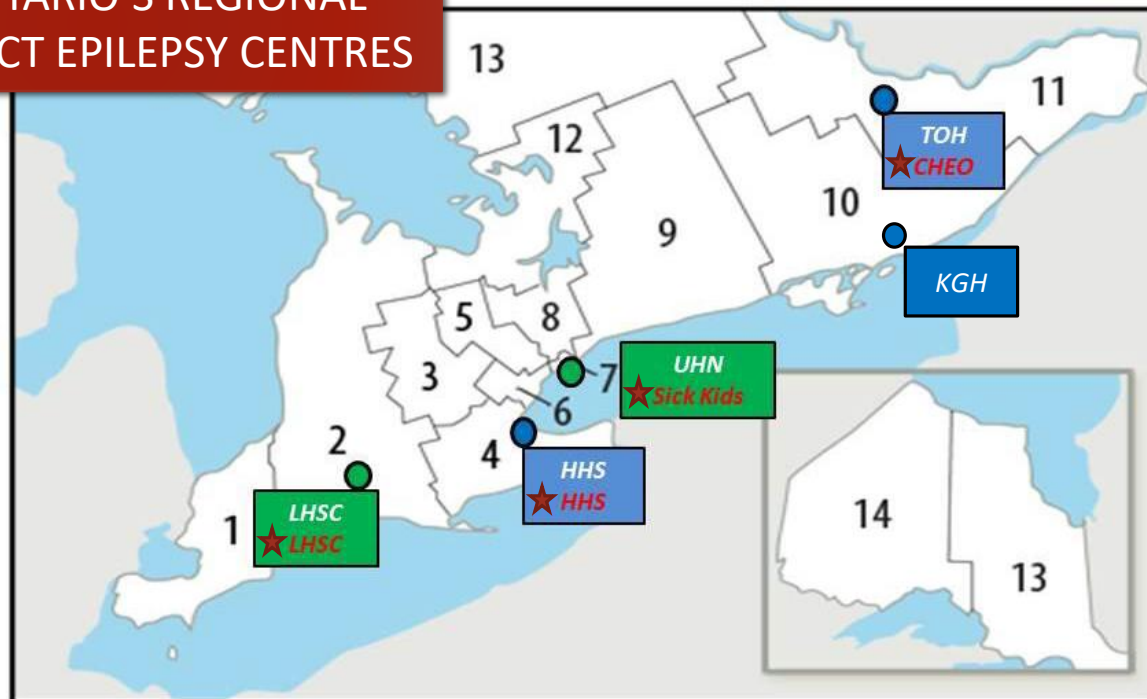 TARIO'S REGIONAL
CT EPILEPSY CENTRES
13
12
11
TOH
CHEO
10
9
KGH
5
8
3
7
UHN
Sick Kids
6
2
4
HHS
HHS
1
LHSC
LHSC
14
13